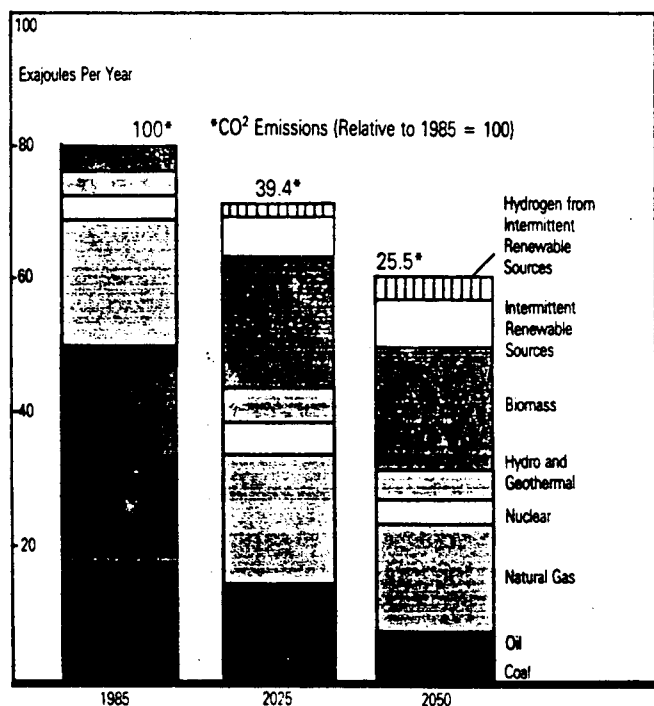 100
Exajoules Per Year
100* *CO² Emissions (Relative to 1985 = 100)
80
39.4*
Hydrogen from
Intermittent
Renewable
Sources
60
25.5*
Intermittent
Renewable
Sources
40
Biomass
Hydro and
Geothermal
Nuclear
20
Natural Gas
Oil
Coal
1985 2025 2050